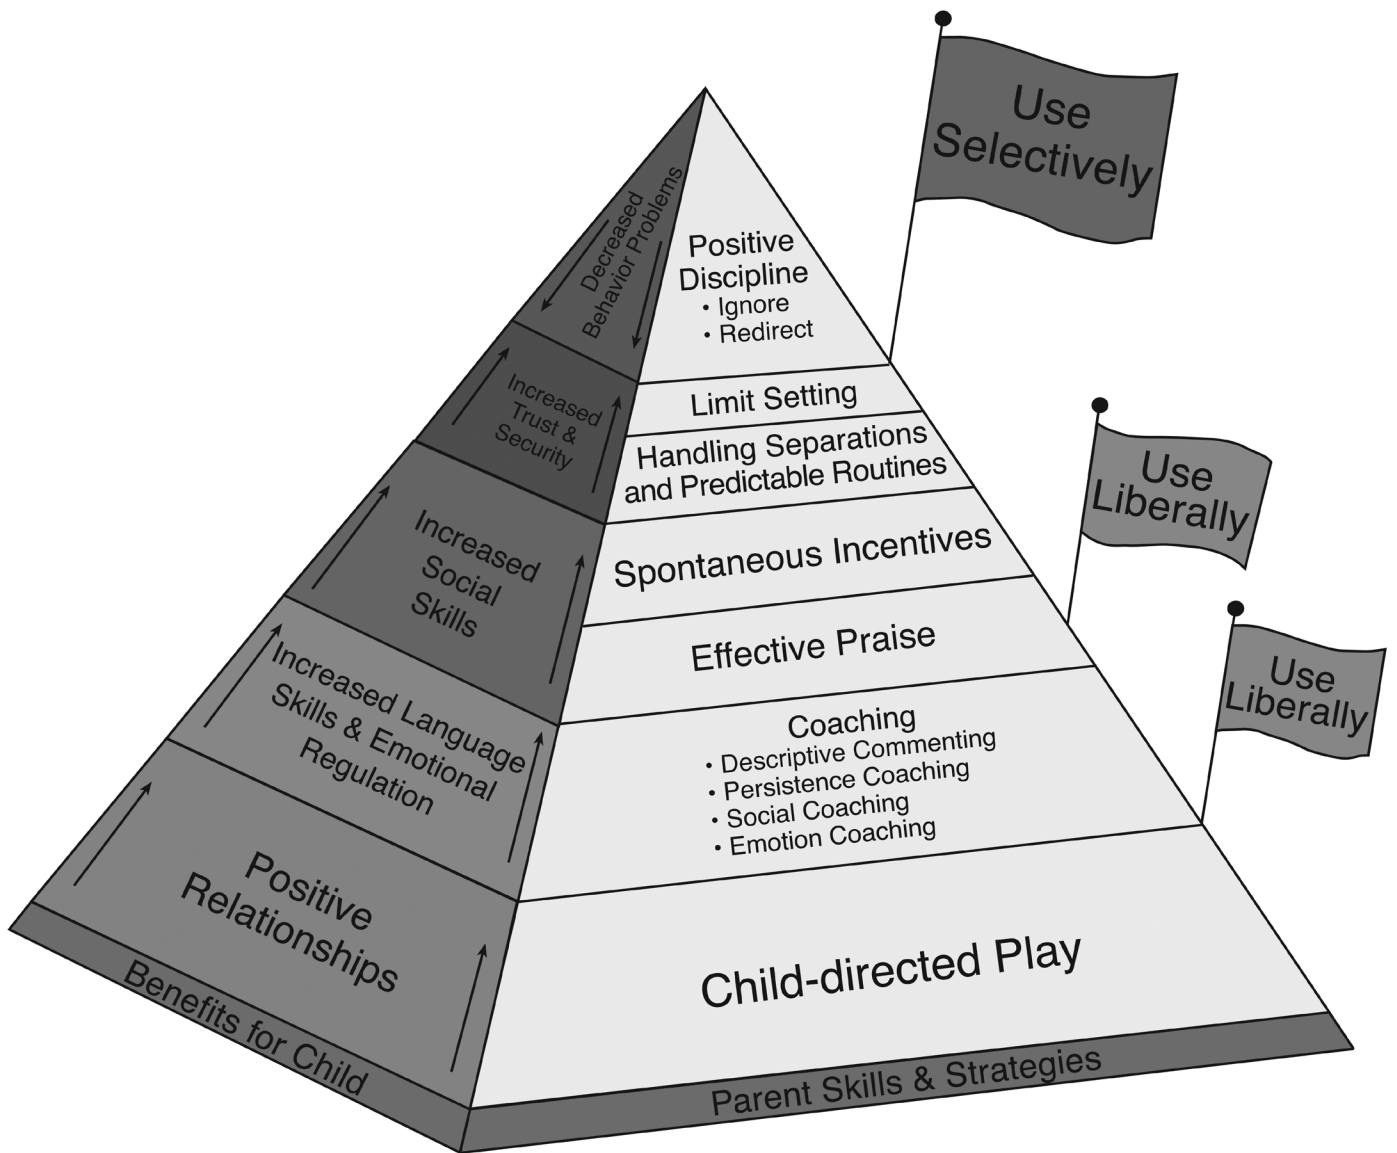 Use
Selectively
Decreased
Behavior Problems
Positive
Discipline
• Ignore
• Redirect
Increased
Trust &
Security
Limit Setting
Handling Separations
and Predictable Routines
Use
Liberally
Increased
Social
Skills
Spontaneous Incentives
Effective Praise
Use
Liberally
Increased Language
Skills & Emotional
Regulation
Coaching
• Descriptive Commenting
• Persistence Coaching
• Social Coaching
• Emotion Coaching
Positive
Relationships
Child-directed Play
Benefits for Child
Parent Skills & Strategies